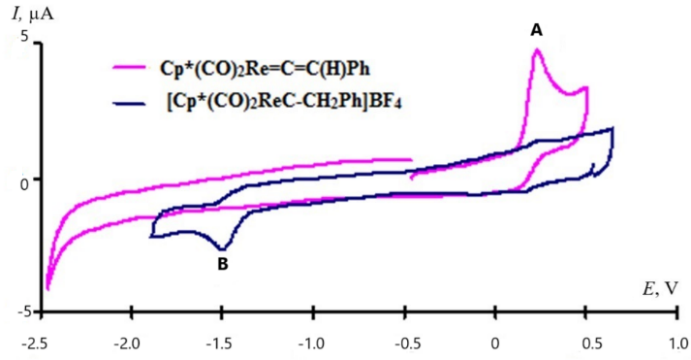 I, μA
A
5
Cp*(CO)2Re=C=C(H)Ph
[Cp*(CO)2ReC-CH2Ph]BF4
0
B
E, V
-5
-2.5 -2.0 -1.5 -1.0 -0.5 0 0.5 1.0